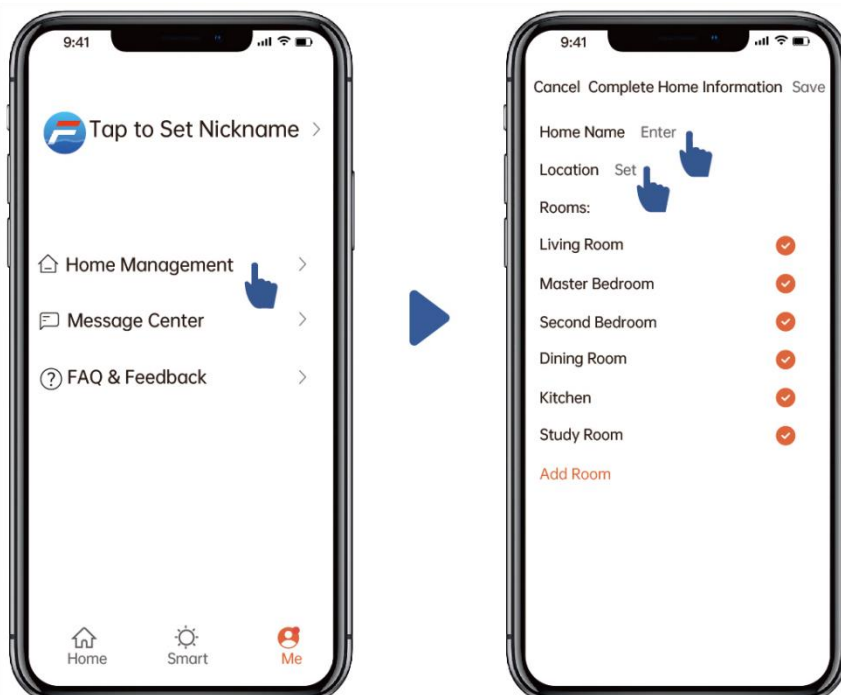 9:41
Tap to Set Nickname
Home Management
Message Center
FAQ & Feedback
Home
Smart
Me
9:41
Cancel Complete Home Information Save
Home Name Enter
Location Set
Rooms:
Living Room
Master Bedroom
Second Bedroom
Dining Room
Kitchen
Study Room
Add Room